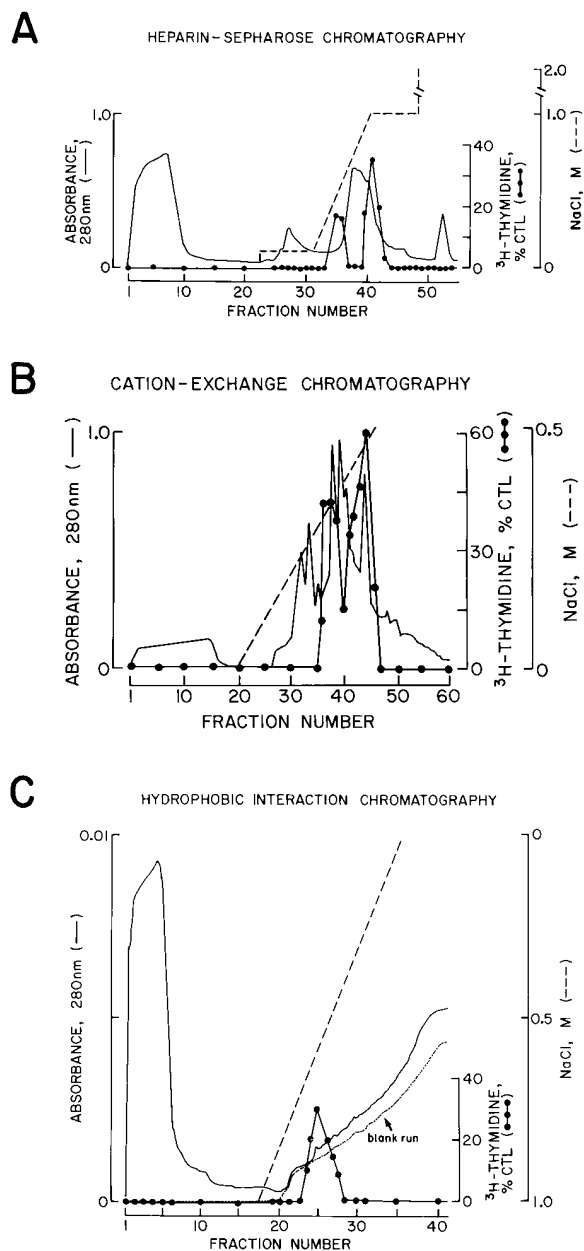 A
HEPARIN-SEPHAROSE CHROMATOGRAPHY
ABSORBANCE, 280nm (—)
1.0
0
³H-THYMIDINE, % CTL (●-●-●)
40
20
0
NaCl, M (---)
2.0
1.0
0
1 10 20 30 40 50
FRACTION NUMBER
B
CATION-EXCHANGE CHROMATOGRAPHY
ABSORBANCE, 280nm (—)
1.0
0
³H-THYMIDINE, % CTL (●-●-●)
60
30
0
NaCl, M (---)
0.5
0
1 10 20 30 40 50 60
FRACTION NUMBER
C
HYDROPHOBIC INTERACTION CHROMATOGRAPHY
ABSORBANCE, 280nm (—)
0.01
0
blank run
³H-THYMIDINE, % CTL (●-●-●)
40
20
0
NaCl, M (---)
0
0.5
1.0
1 10 20 30 40
FRACTION NUMBER